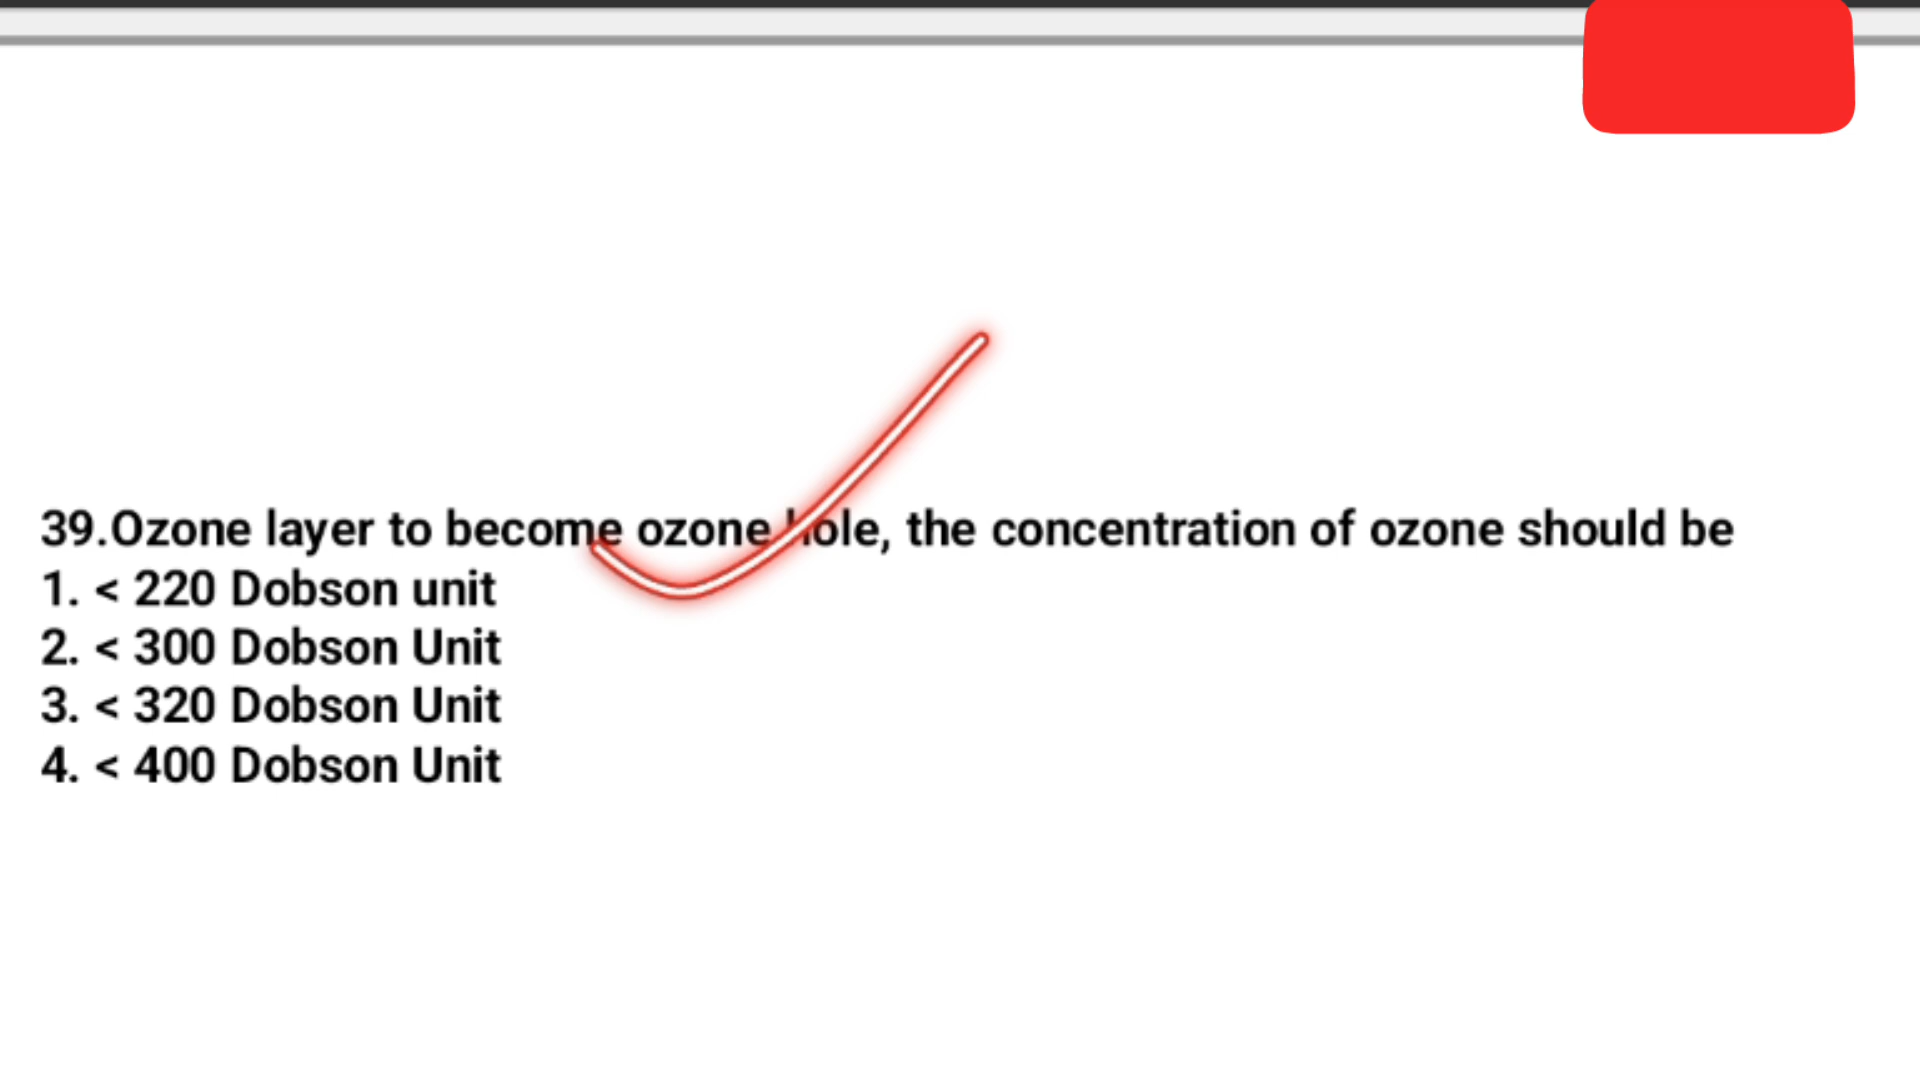 39.Ozone layer to become ozone hole, the concentration of ozone should be
1. < 220 Dobson unit
2. < 300 Dobson Unit
3. < 320 Dobson Unit
4. < 400 Dobson Unit